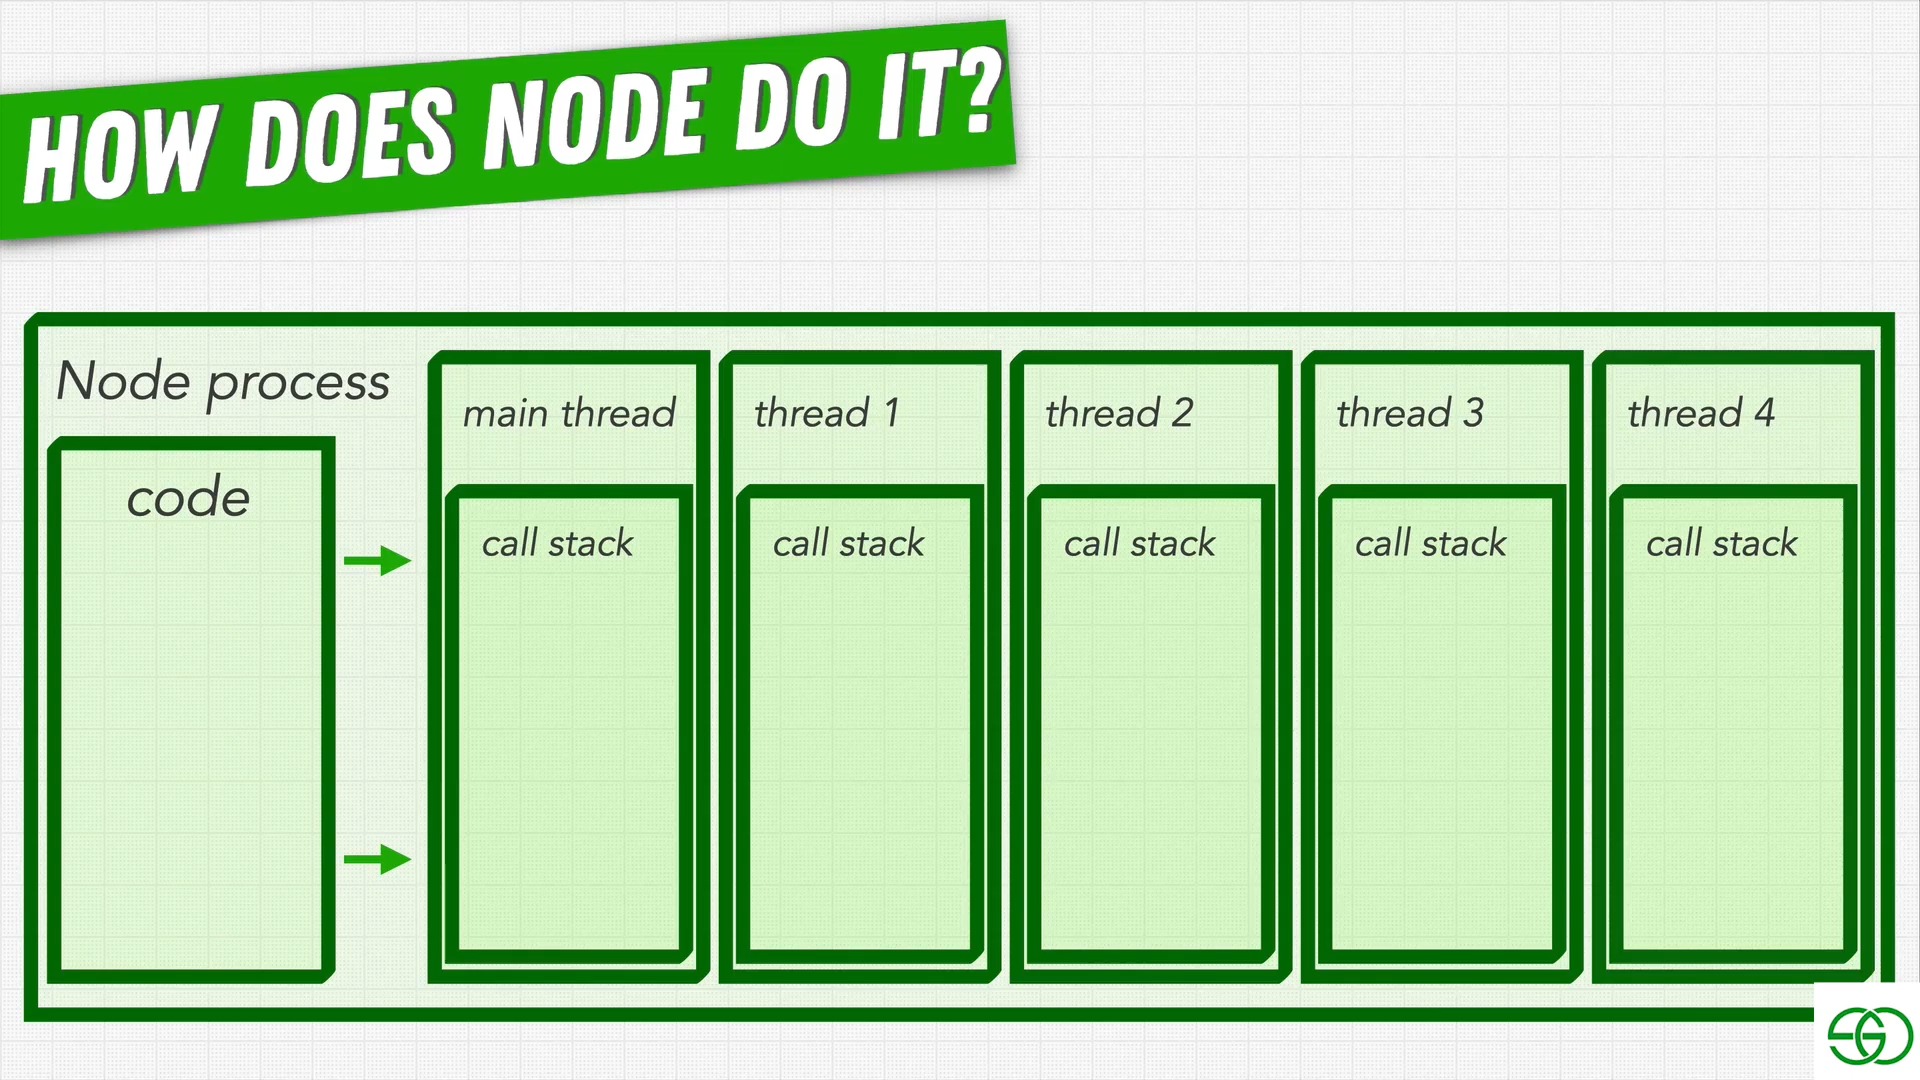 HOW DOES NODE DO IT?
Node process
code
main thread
call stack
thread 1
call stack
thread 2
call stack
thread 3
call stack
thread 4
call stack